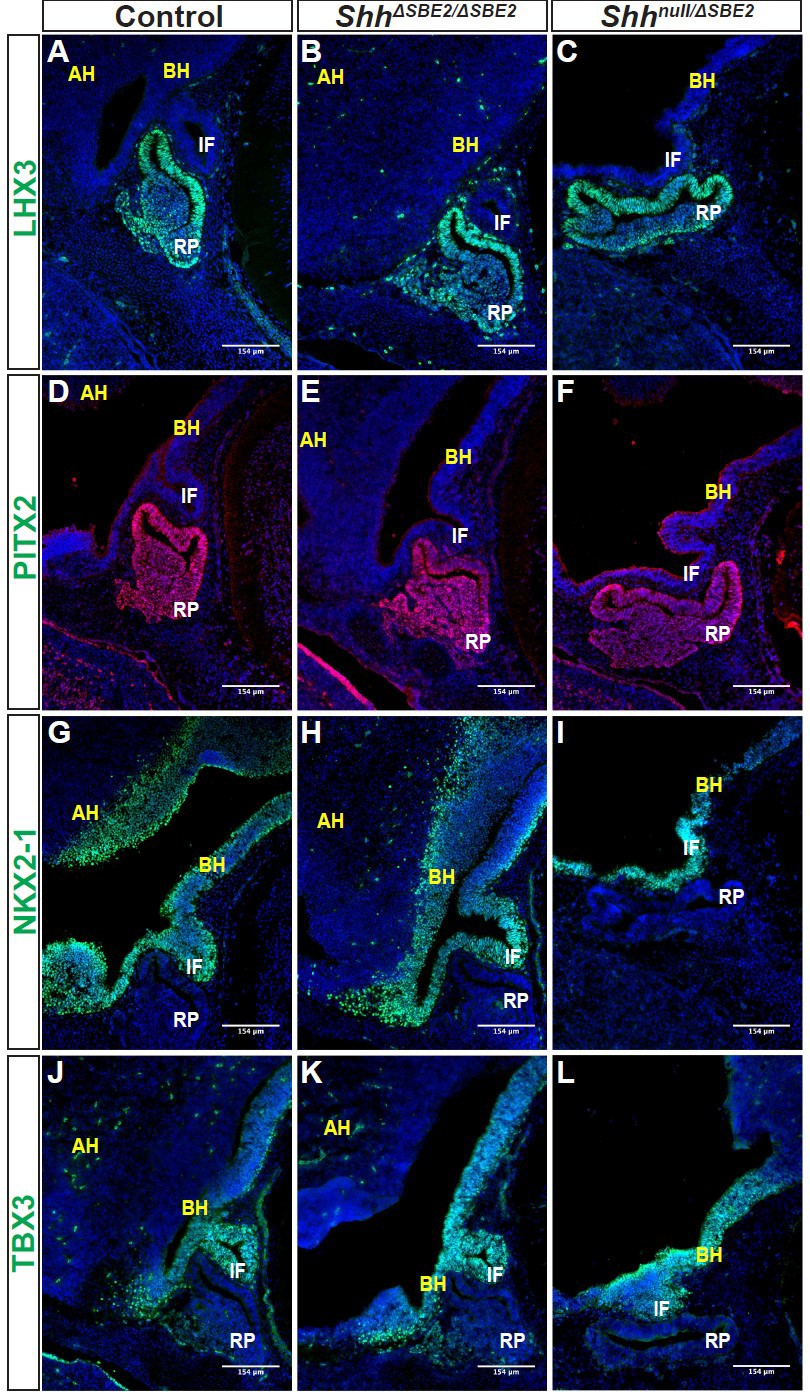 Control
Shh^ΔSBE2/ΔSBE2
Shh^null/ΔSBE2
LHX3
A
AH
BH
IF
RP
154 µm
B
AH
BH
IF
RP
154 µm
C
BH
IF
RP
154 µm
PITX2
D
AH
BH
IF
RP
154 µm
E
AH
BH
IF
RP
154 µm
F
BH
IF
RP
154 µm
NKX2-1
G
AH
BH
IF
RP
154 µm
H
AH
BH
IF
RP
154 µm
I
BH
IF
RP
154 µm
TBX3
J
AH
BH
IF
RP
154 µm
K
AH
BH
IF
RP
154 µm
L
BH
IF
RP
154 µm